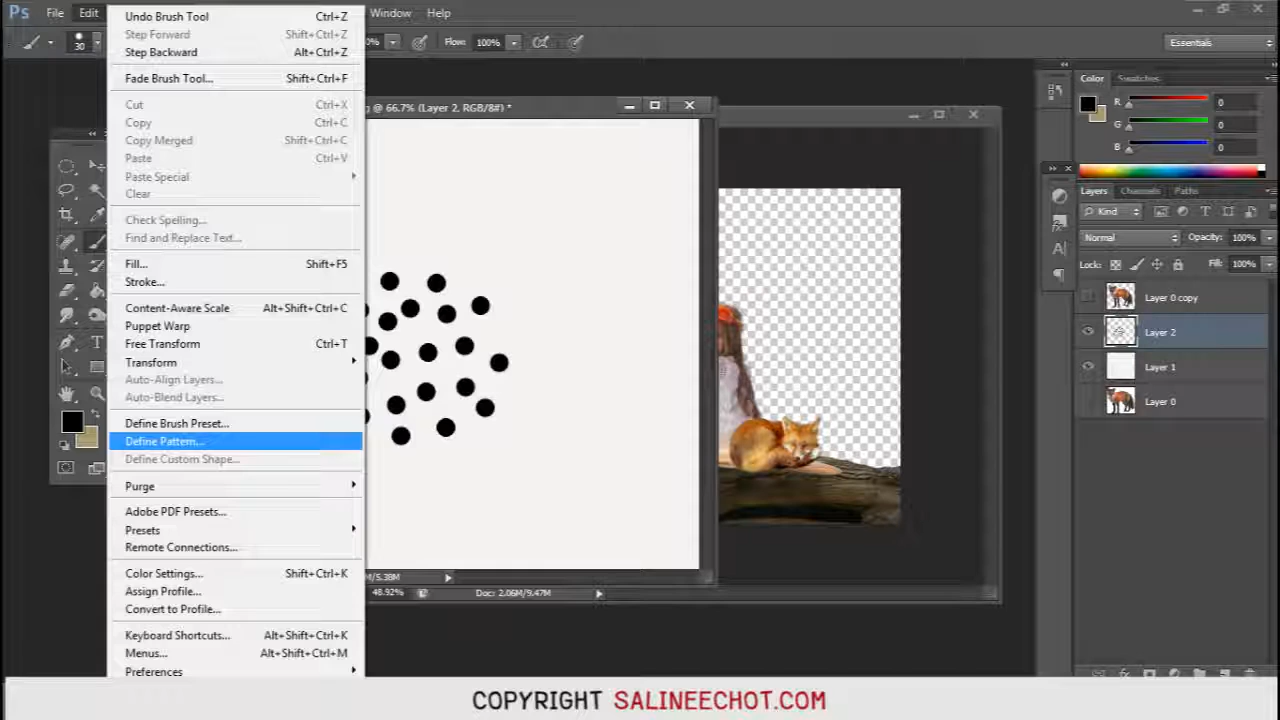 Ps File Edit Window Help
30 0% Flow: 100% Essentials
Undo Brush Tool Ctrl+Z
Step Forward Shift+Ctrl+Z
Step Backward Alt+Ctrl+Z
Fade Brush Tool... Shift+Ctrl+F
Cut Ctrl+X
Copy Ctrl+C
Copy Merged Shift+Ctrl+C
Paste Ctrl+V
Paste Special
Clear
Check Spelling...
Find and Replace Text...
Fill... Shift+F5
Stroke...
Content-Aware Scale Alt+Shift+Ctrl+C
Puppet Warp
Free Transform Ctrl+T
Transform
Auto-Align Layers...
Auto-Blend Layers...
Define Brush Preset...
Define Pattern...
Define Custom Shape...
Purge
Adobe PDF Presets...
Presets
Remote Connections...
Color Settings... Shift+Ctrl+K
Assign Profile...
Convert to Profile...
Keyboard Shortcuts... Alt+Shift+Ctrl+K
Menus... Alt+Shift+Ctrl+M
Preferences
g @ 66.7% (Layer 2, RGB/8#) *
M/5.38M
48.92% Doc: 2.06M/9.47M
Color Swatches
R 0
G 0
B 0
Layers Channels Paths
Kind
Normal Opacity: 100%
Lock: Fill: 100%
Layer 0 copy
Layer 2
Layer 1
Layer 0
COPYRIGHT SALINEECHOT.COM